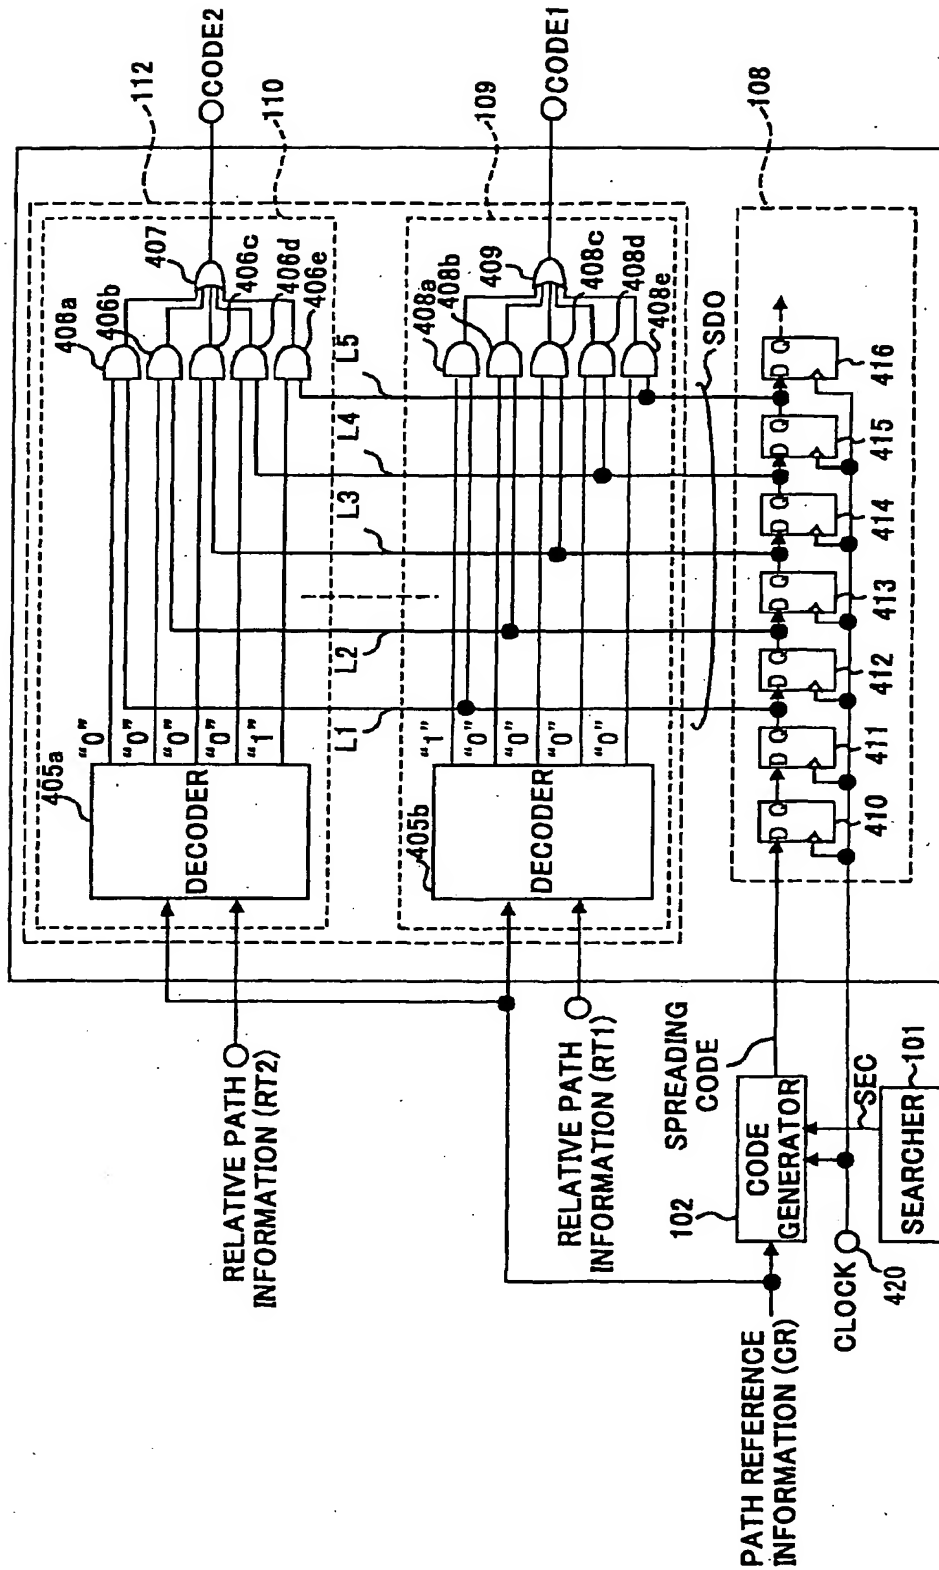 CODE2
112
110
CODE1
109
108
407
406a
406b
406c
406d
406e
409
408a
408b
408c
408d
408e
L5
L4
L3
L2
L1
SDO
405a
DECODER
"0"
"0"
"0"
"0"
"1"
405b
DECODER
"1"
"0"
"0"
"0"
"0"
D Q
D Q
D Q
D Q
D Q
D Q
D Q
410
411
412
413
414
415
416
RELATIVE PATH
INFORMATION (RT2)
RELATIVE PATH
INFORMATION (RT1)
SPREADING
CODE
102
CODE
GENERATOR
SEC
101
SEARCHER
CLOCK
420
PATH REFERENCE
INFORMATION (CR)